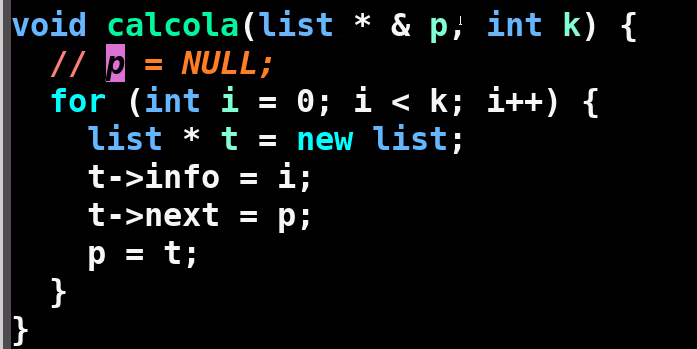 void calcola(list * & p, int k) {
  // p = NULL;
  for (int i = 0; i < k; i++) {
    list * t = new list;
    t->info = i;
    t->next = p;
    p = t;
  }
}